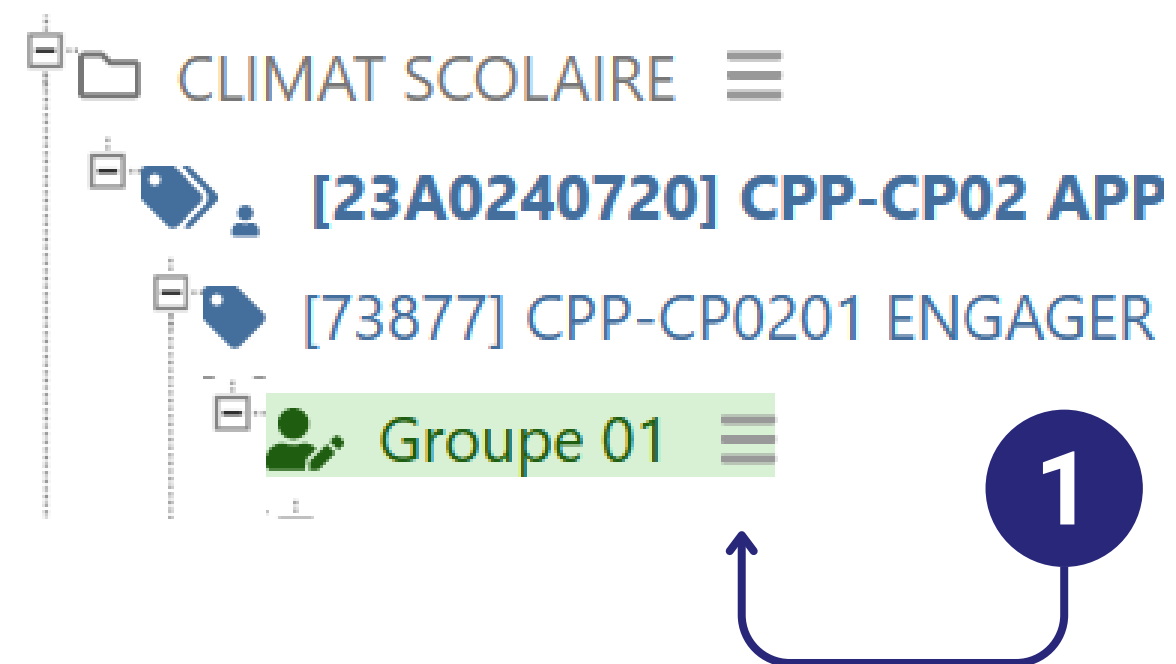 CLIMAT SCOLAIRE
[23A0240720] CPP-CP02 APP
[73877] CPP-CP0201 ENGAGER
Groupe 01
1